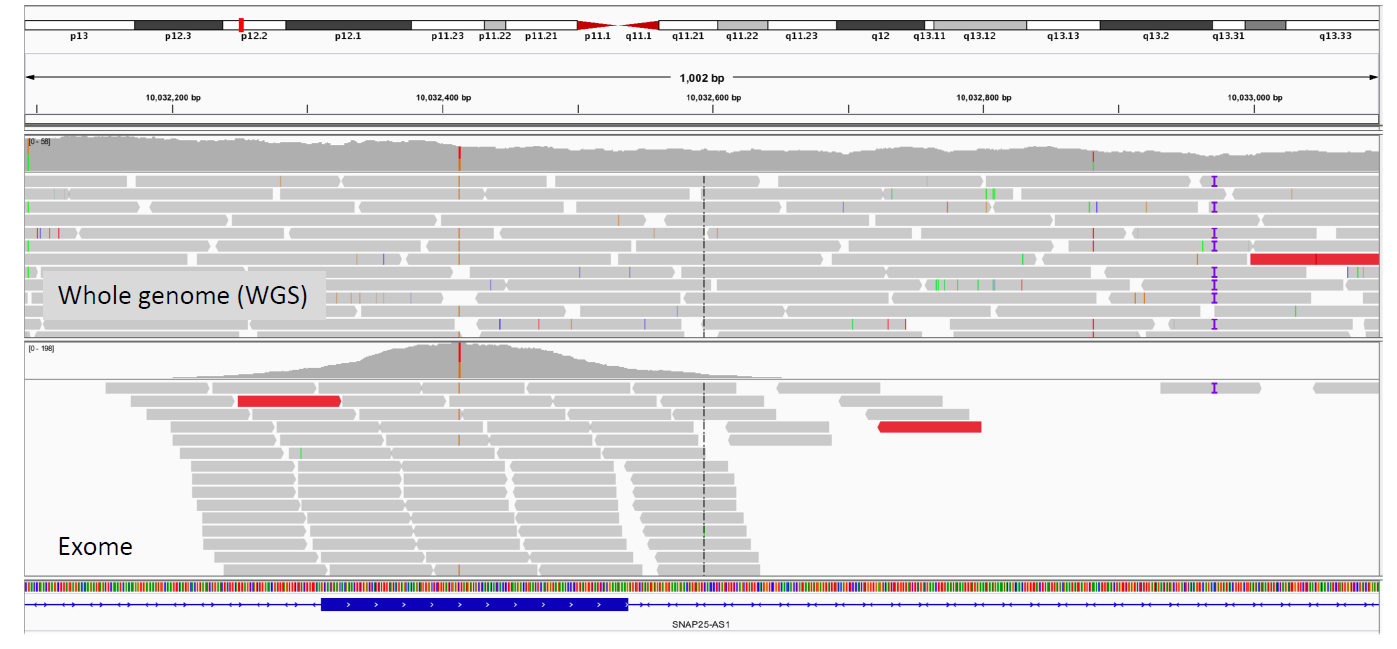 p13 p12.3 p12.2 p12.1 p11.23 p11.22 p11.21 p11.1 q11.1 q11.21 q11.22 q11.23 q12 q13.11 q13.12 q13.13 q13.2 q13.31 q13.33
1,002 bp
10,032,200 bp 10,032,400 bp 10,032,600 bp 10,032,800 bp 10,033,000 bp
[0 - 58]
Whole genome (WGS)
[0 - 198]
Exome
SNAP25-AS1